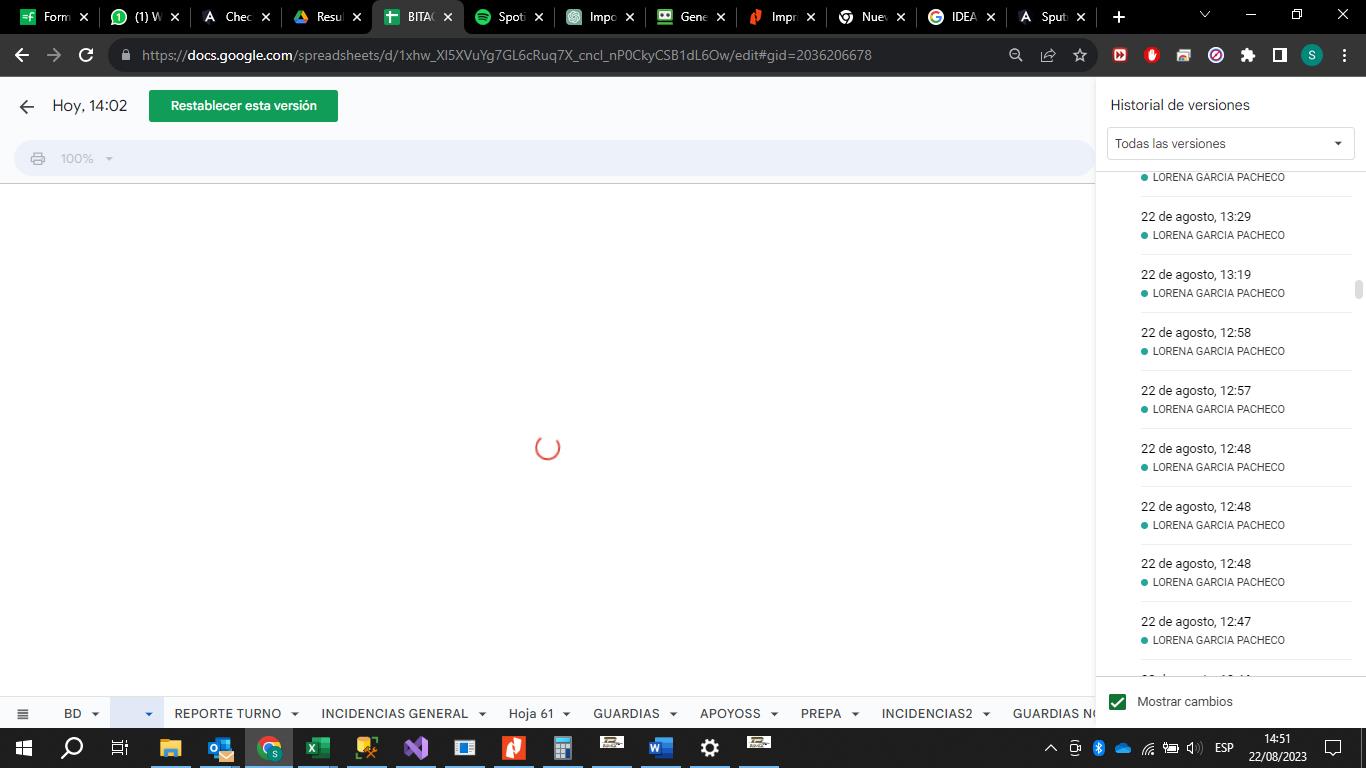 Form
(1) W
Chec
Resul
BITAC
Spoti
Impo
Gene
Impr
Nuev
IDEA
Sput
https://docs.google.com/spreadsheets/d/1xhw_Xl5XVuYg7GL6cRuq7X_cncl_nP0CkyCSB1dL6Ow/edit#gid=2036206678
S
Hoy, 14:02
Restablecer esta versión
100%
Historial de versiones
Todas las versiones
LORENA GARCIA PACHECO
22 de agosto, 13:29
LORENA GARCIA PACHECO
22 de agosto, 13:19
LORENA GARCIA PACHECO
22 de agosto, 12:58
LORENA GARCIA PACHECO
22 de agosto, 12:57
LORENA GARCIA PACHECO
22 de agosto, 12:48
LORENA GARCIA PACHECO
22 de agosto, 12:48
LORENA GARCIA PACHECO
22 de agosto, 12:48
LORENA GARCIA PACHECO
22 de agosto, 12:47
LORENA GARCIA PACHECO
Mostrar cambios
BD
REPORTE TURNO
INCIDENCIAS GENERAL
Hoja 61
GUARDIAS
APOYOSS
PREPA
INCIDENCIAS2
GUARDIAS NO
ESP
14:51
22/08/2023